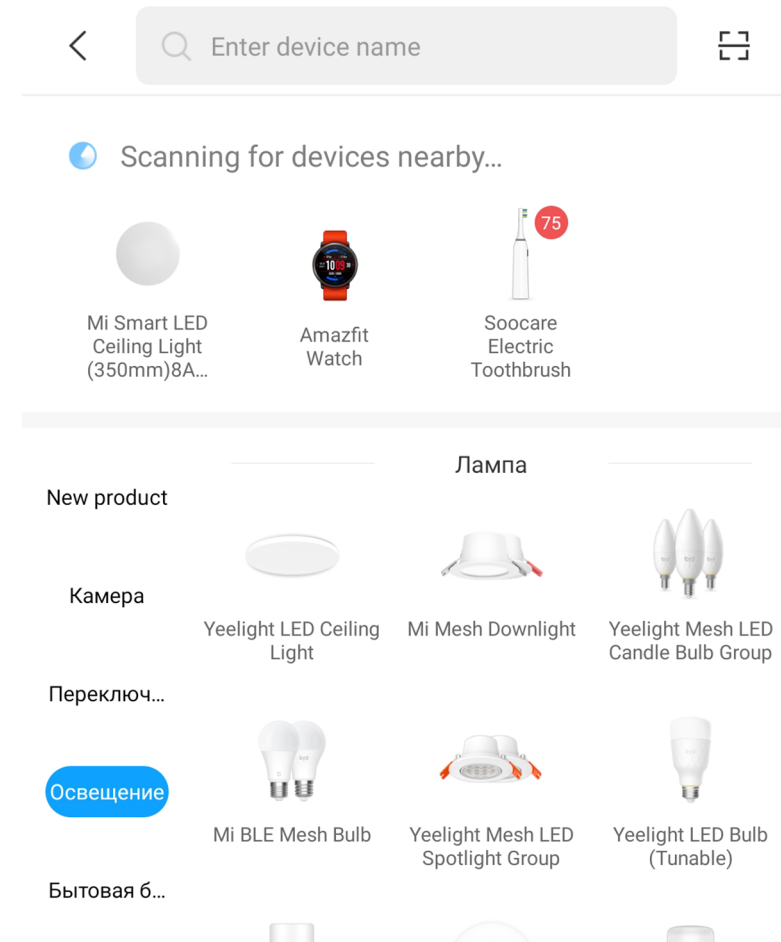 Enter device name
Scanning for devices nearby...
75
Mi Smart LED
Ceiling Light
(350mm)8A...
Amazfit
Watch
Soocare
Electric
Toothbrush
Лампа
New product
Камера
Переключ...
Освещение
Бытовая б...
Yeelight LED Ceiling
Light
Mi Mesh Downlight
Yeelight Mesh LED
Candle Bulb Group
Mi BLE Mesh Bulb
Yeelight Mesh LED
Spotlight Group
Yeelight LED Bulb
(Tunable)